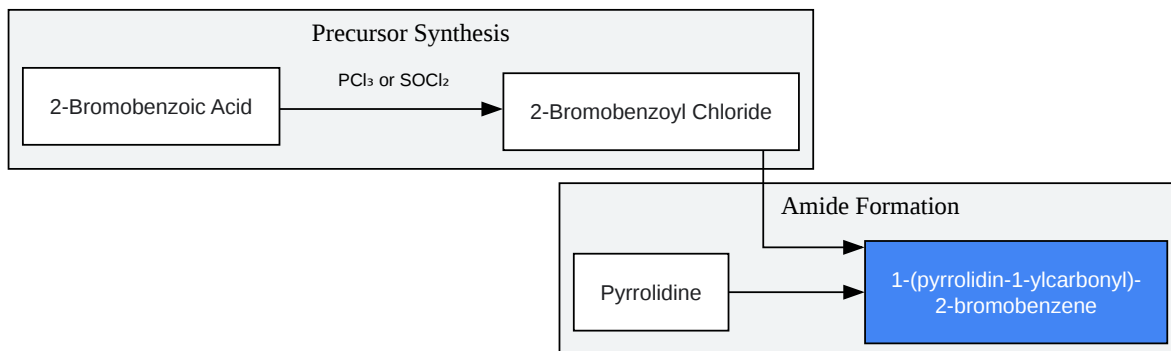 Precursor Synthesis
2-Bromobenzoic Acid
PCl₃ or SOCl₂
2-Bromobenzoyl Chloride
Amide Formation
Pyrrolidine
1-(pyrrolidin-1-ylcarbonyl)-
2-bromobenzene